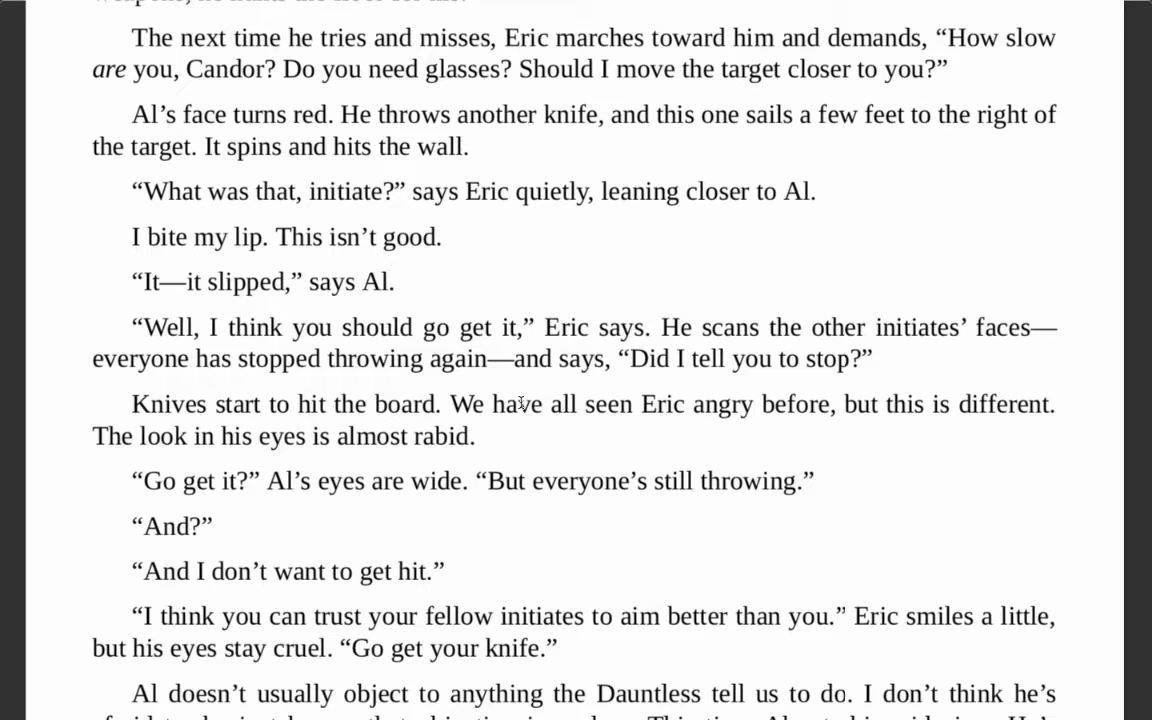 The next time he tries and misses, Eric marches toward him and demands, “How slow
are you, Candor? Do you need glasses? Should I move the target closer to you?”
Al’s face turns red. He throws another knife, and this one sails a few feet to the right of
the target. It spins and hits the wall.
“What was that, initiate?” says Eric quietly, leaning closer to Al.
I bite my lip. This isn’t good.
“It—it slipped,” says Al.
“Well, I think you should go get it,” Eric says. He scans the other initiates’ faces—
everyone has stopped throwing again—and says, “Did I tell you to stop?”
Knives start to hit the board. We have all seen Eric angry before, but this is different.
The look in his eyes is almost rabid.
“Go get it?” Al’s eyes are wide. “But everyone’s still throwing.”
“And?”
“And I don’t want to get hit.”
“I think you can trust your fellow initiates to aim better than you.” Eric smiles a little,
but his eyes stay cruel. “Go get your knife.”
Al doesn’t usually object to anything the Dauntless tell us to do. I don’t think he’s